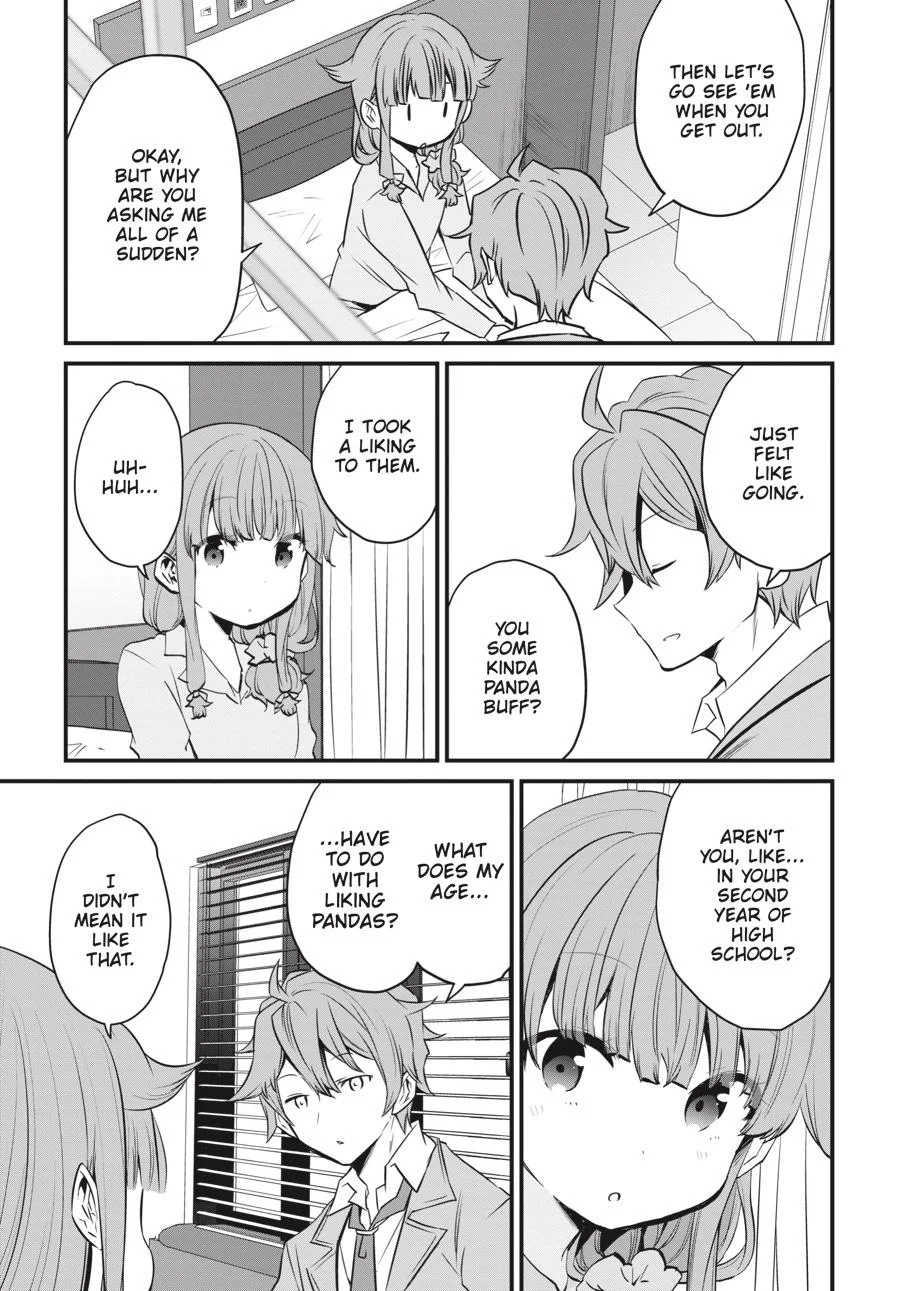 THEN LET'S
GO SEE 'EM
WHEN YOU
GET OUT.
OKAY,
BUT WHY
ARE YOU
ASKING ME
ALL OF A
SUDDEN?
JUST
FELT
LIKE
GOING.
YOU
SOME
KINDA
PANDA
BUFF?
I TOOK
A LIKING
TO THEM.
UH-
HUH...
AREN'T
YOU, LIKE...
IN YOUR
SECOND
YEAR OF
HIGH
SCHOOL?
WHAT
DOES MY
AGE...
...HAVE
TO DO
WITH
LIKING
PANDAS?
I
DIDN'T
MEAN IT
LIKE
THAT.